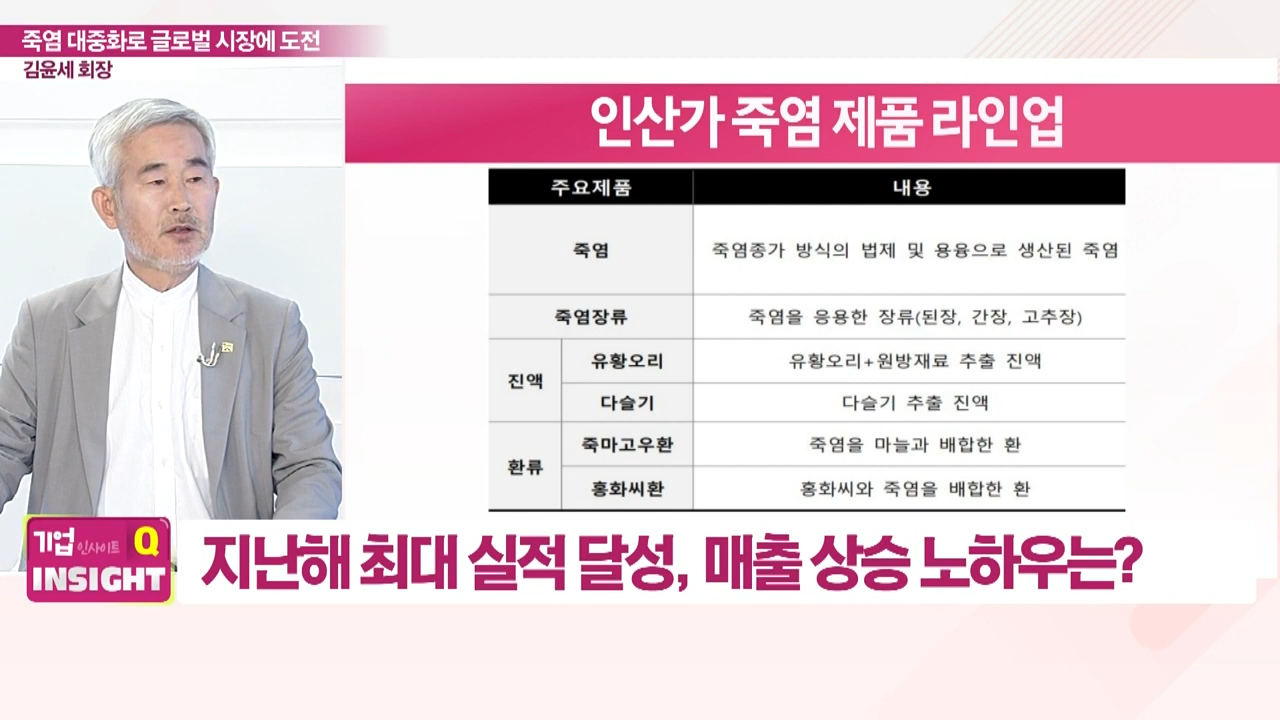 죽염 대중화로 글로벌 시장에 도전
김윤세 회장
인산가 죽염 제품 라인업
주요제품 내용
죽염 죽염종가 방식의 법제 및 용융으로 생산된 죽염
죽염장류 죽염을 응용한 장류(된장, 간장, 고추장)
진액 유황오리 유황오리+원방재료 추출 진액
다슬기 다슬기 추출 진액
환류 죽마고우환 죽염을 마늘과 배합한 환
홍화씨환 홍화씨와 죽염을 배합한 환
기업 인사이트 Q
INSIGHT
지난해 최대 실적 달성, 매출 상승 노하우는?